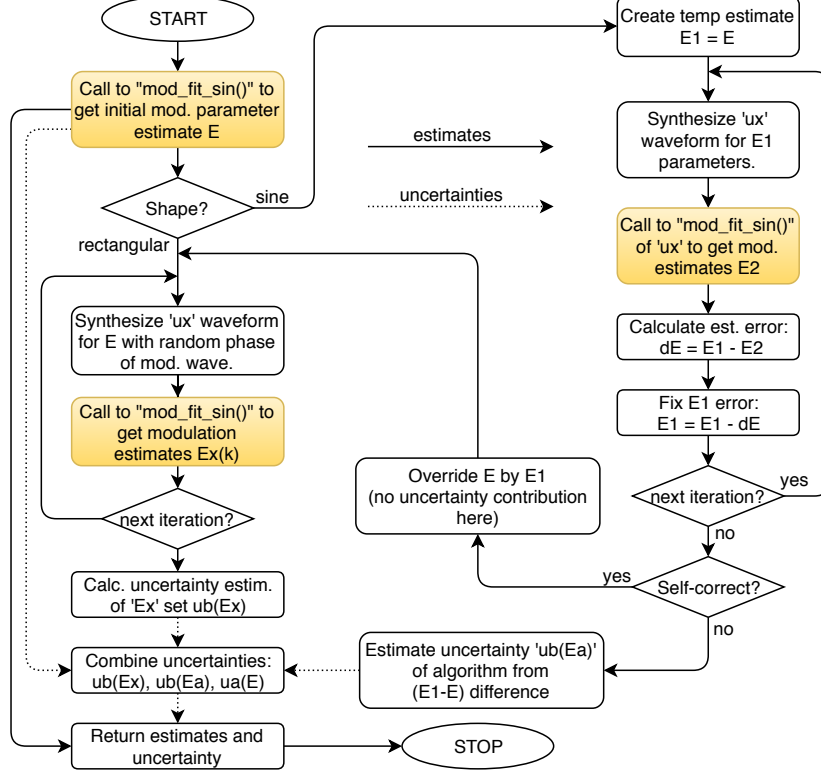 START
Call to "mod_fit_sin()" to
get initial mod. parameter
estimate E
Shape?
sine
rectangular
Synthesize 'ux' waveform
for E with random phase
of mod. wave.
Call to "mod_fit_sin()" to
get modulation
estimates Ex(k)
next iteration?
Calc. uncertainty estim.
of 'Ex' set ub(Ex)
Combine uncertainties:
ub(Ex), ub(Ea), ua(E)
Return estimates and
uncertainty
STOP
estimates
uncertainties
Create temp estimate
E1 = E
Synthesize 'ux'
waveform for E1
parameters.
Call to "mod_fit_sin()"
of 'ux' to get mod.
estimates E2
Calculate est. error:
dE = E1 - E2
Fix E1 error:
E1 = E1 - dE
next iteration?
yes
no
Self-correct?
yes
no
Override E by E1
(no uncertainty contribution
here)
Estimate uncertainty 'ub(Ea)'
of algorithm from
(E1-E) difference